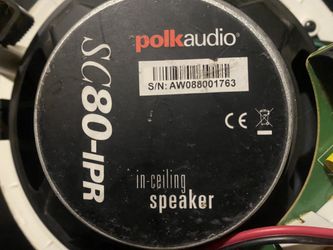 polkaudio®
S/N: AW088001763
SC80-IPR
CE
in-ceiling
speaker